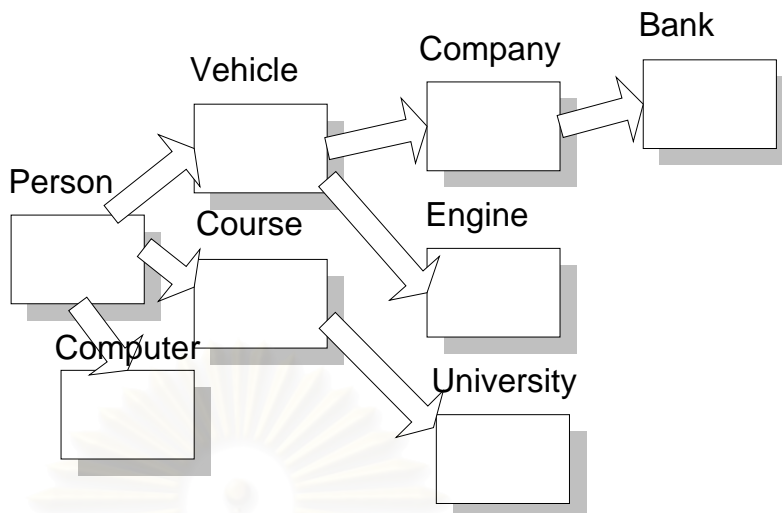 Bank
Company
Vehicle
Person
Course
Engine
Computer
University